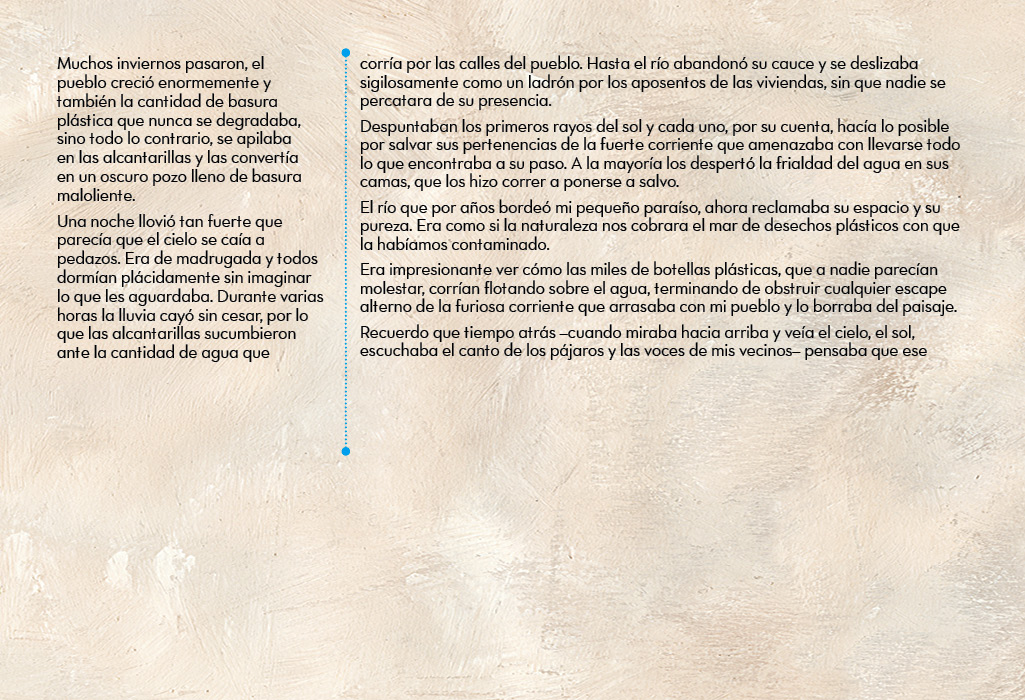 Muchos inviernos pasaron, el
pueblo creció enormemente y
también la cantidad de basura
plástica que nunca se degradaba,
sino todo lo contrario, se apilaba
en las alcantarillas y las convertía
en un oscuro pozo lleno de basura
maloliente.
Una noche llovió tan fuerte que
parecía que el cielo se caía a
pedazos. Era de madrugada y todos
dormían plácidamente sin imaginar
lo que les aguardaba. Durante varias
horas la lluvia cayó sin cesar, por lo
que las alcantarillas sucumbieron
ante la cantidad de agua que
corría por las calles del pueblo. Hasta el río abandonó su cauce y se deslizaba
sigilosamente como un ladrón por los aposentos de las viviendas, sin que nadie se
percatara de su presencia.
Despuntaban los primeros rayos del sol y cada uno, por su cuenta, hacía lo posible
por salvar sus pertenencias de la fuerte corriente que amenazaba con llevarse todo
lo que encontraba a su paso. A la mayoría los despertó la frialdad del agua en sus
camas, que los hizo correr a ponerse a salvo.
El río que por años bordeó mi pequeño paraíso, ahora reclamaba su espacio y su
pureza. Era como si la naturaleza nos cobrara el mar de desechos plásticos con que
la habíamos contaminado.
Era impresionante ver cómo las miles de botellas plásticas, que a nadie parecían
molestar, corrían flotando sobre el agua, terminando de obstruir cualquier escape
alterno de la furiosa corriente que arrasaba con mi pueblo y lo borraba del paisaje.
Recuerdo que tiempo atrás –cuando miraba hacia arriba y veía el cielo, el sol,
escuchaba el canto de los pájaros y las voces de mis vecinos– pensaba que ese